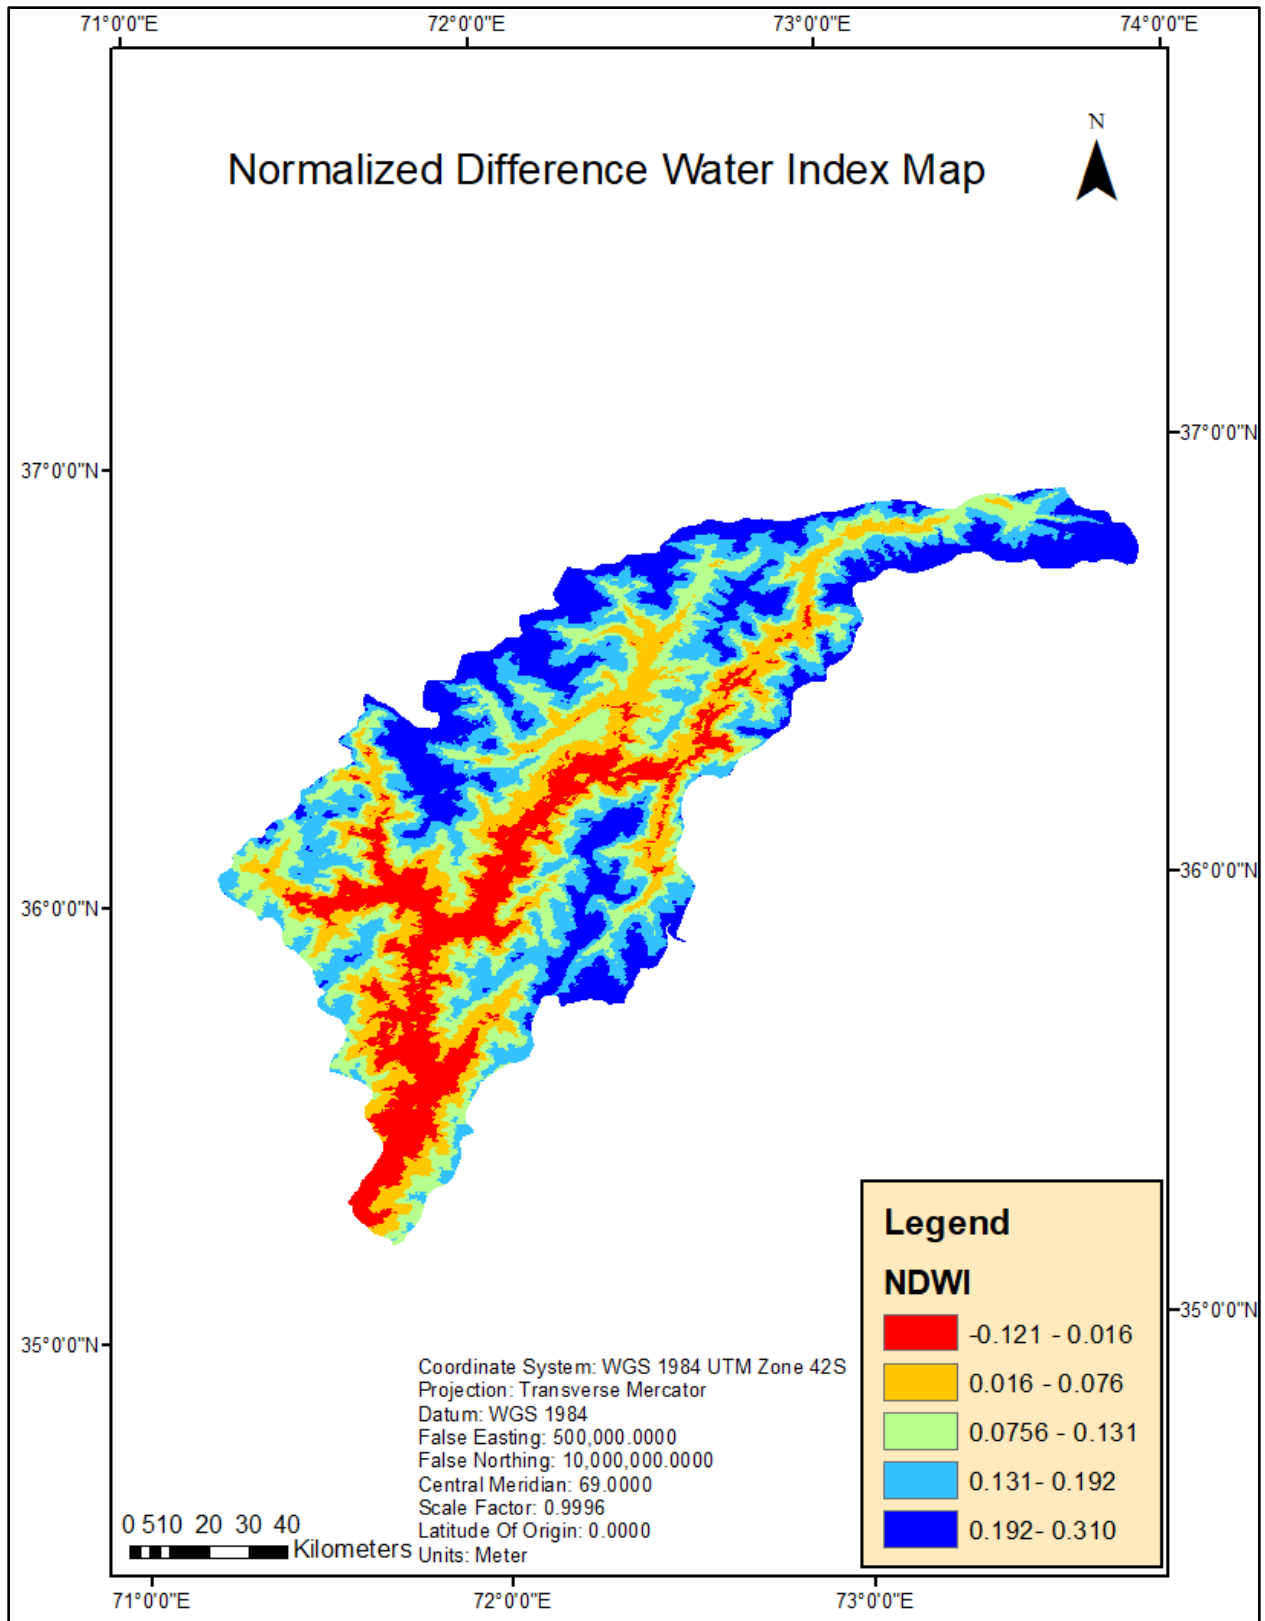 71°0'0"E 72°0'0"E 73°0'0"E 74°0'0"E
N
Normalized Difference Water Index Map
37°0'0"N
37°0'0"N
36°0'0"N
36°0'0"N
Legend
NDWI
-0.121 - 0.016
0.016 - 0.076
0.0756 - 0.131
0.131- 0.192
0.192- 0.310
35°0'0"N
35°0'0"N
Coordinate System: WGS 1984 UTM Zone 42S
Projection: Transverse Mercator
Datum: WGS 1984
False Easting: 500,000.0000
False Northing: 10,000,000.0000
Central Meridian: 69.0000
Scale Factor: 0.9996
Latitude Of Origin: 0.0000
Units: Meter
0 510 20 30 40
Kilometers
71°0'0"E 72°0'0"E 73°0'0"E